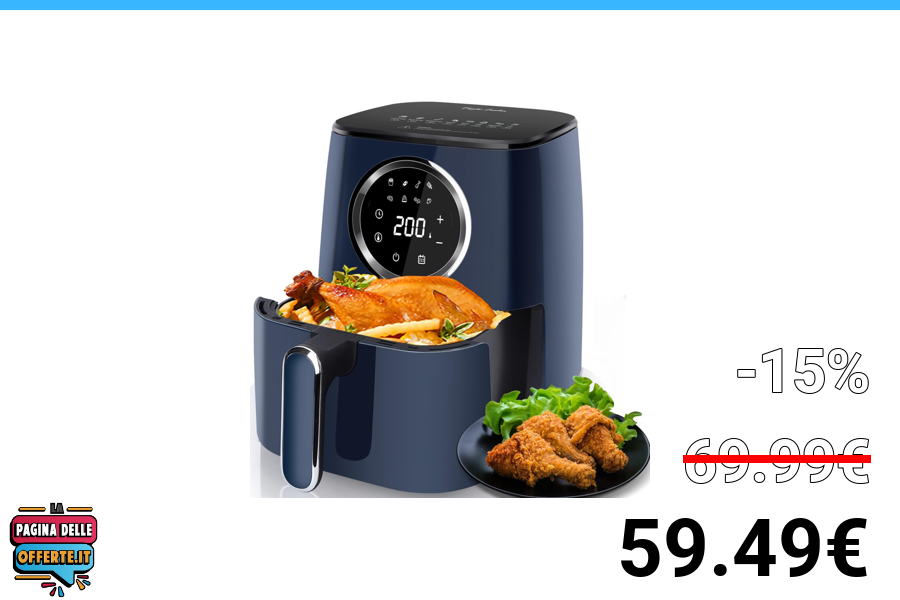 200
-15%
69.99€
59.49€
LA
PAGINA DELLE
OFFERTE.IT